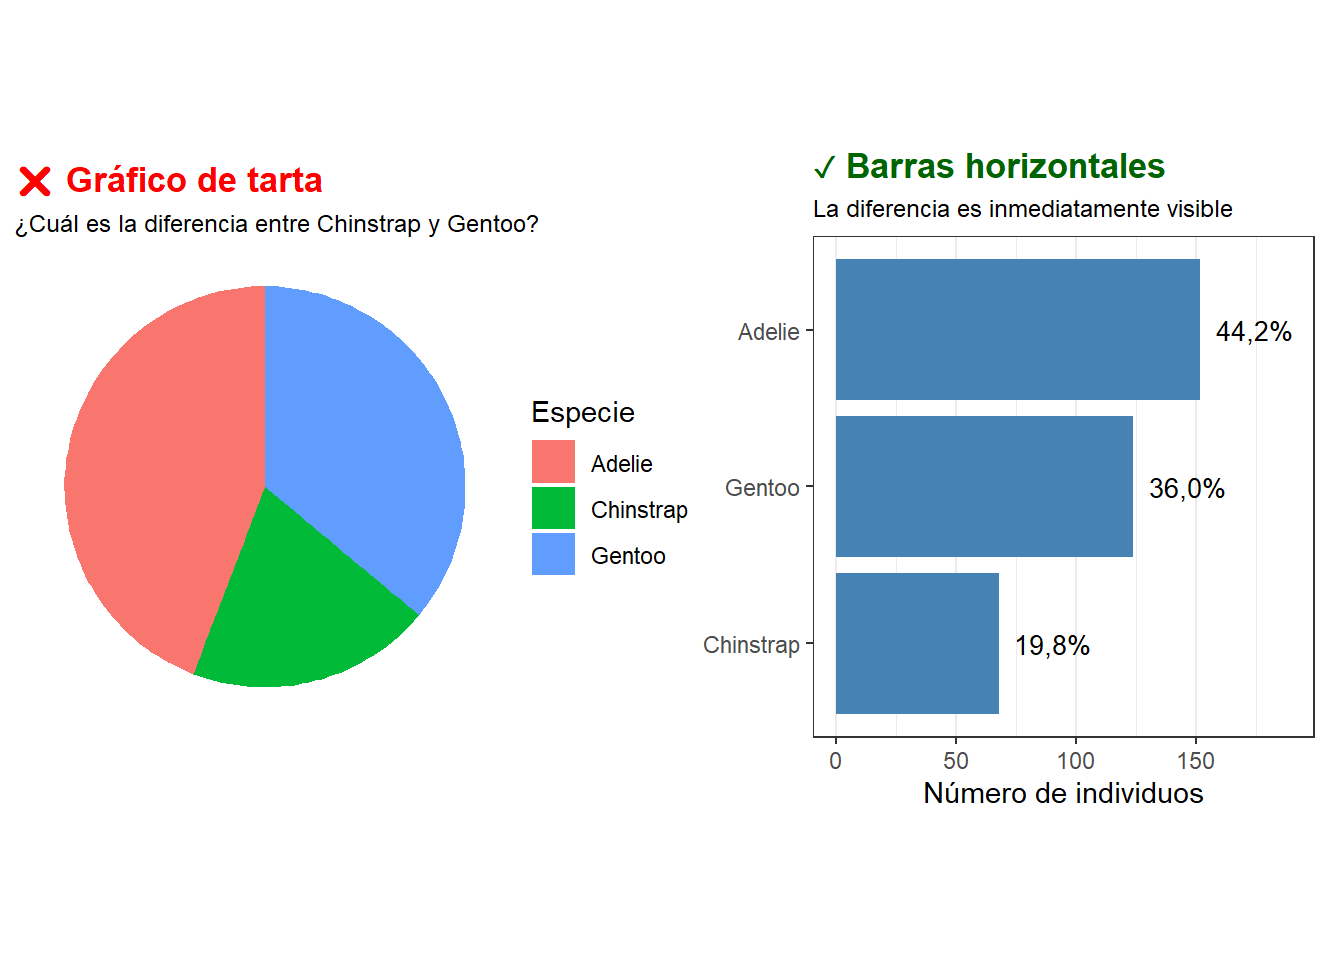 ❌ Gráfico de tarta
¿Cuál es la diferencia entre Chinstrap y Gentoo?
Especie
Adelie
Chinstrap
Gentoo
✓ Barras horizontales
La diferencia es inmediatamente visible
Adelie
44,2%
Gentoo
36,0%
Chinstrap
19,8%
0 50 100 150
Número de individuos